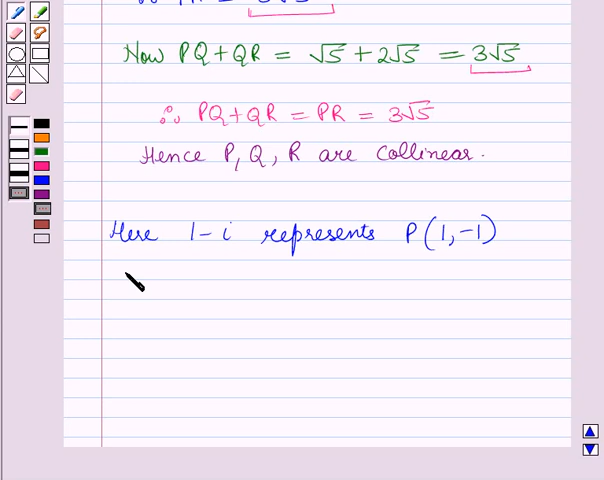 Now PQ + QR = √5 + 2√5 = 3√5
∴ PQ + QR = PR = 3√5
Hence P, Q, R are collinear.
Here 1 - i represents P(1, -1)